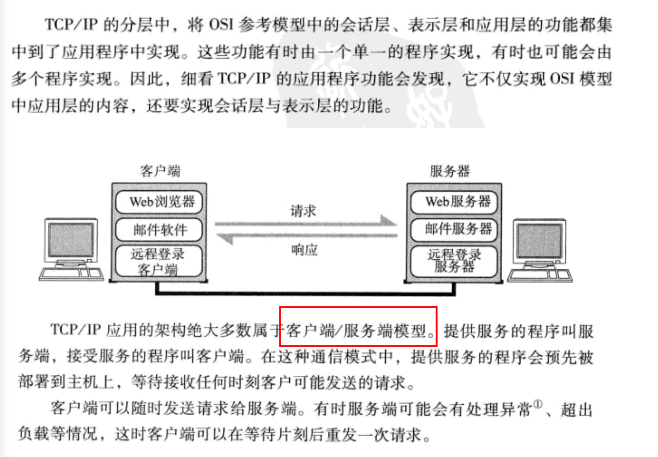 TCP/IP 的分层中，将 OSI 参考模型中的会话层、表示层和应用层的功能都集
中到了应用程序中实现。这些功能有时由一个单一的程序实现，有时也可能会由
多个程序实现。因此，细看 TCP/IP 的应用程序功能会发现，它不仅实现 OSI 模型
中应用层的内容，还要实现会话层与表示层的功能。
客户端
服务器
Web浏览器
邮件软件
远程登录
客户端
请求
响应
Web服务器
邮件服务器
远程登录
服务器
TCP/IP 应用的架构绝大多数属于客户端/服务端模型。提供服务的程序叫服
务端，接受服务的程序叫客户端。在这种通信模式中，提供服务的程序会预先被
部署到主机上，等待接收任何时刻客户可能发送的请求。
客户端可以随时发送请求给服务端。有时服务端可能会有处理异常①、超出
负载等情况，这时客户端可以在等待片刻后重发一次请求。